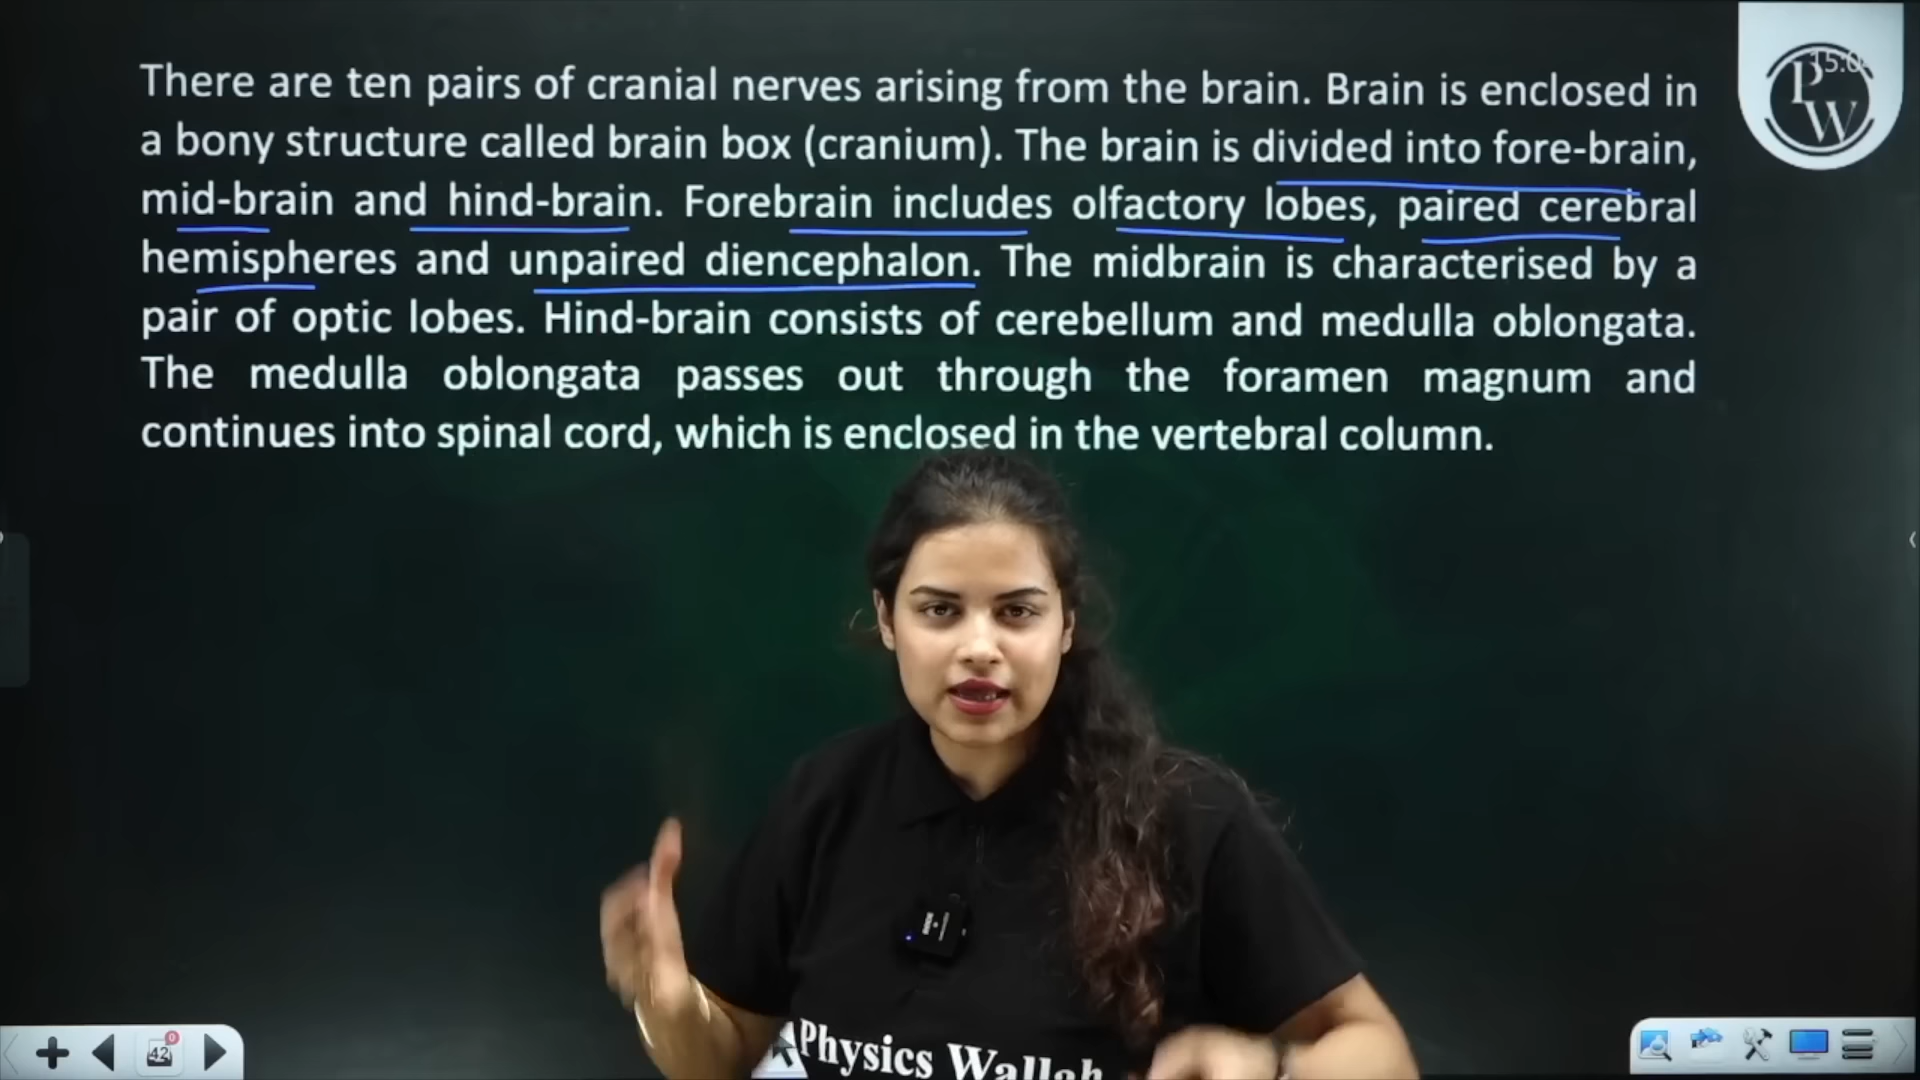 There are ten pairs of cranial nerves arising from the brain. Brain is enclosed in
a bony structure called brain box (cranium). The brain is divided into fore-brain,
mid-brain and hind-brain. Forebrain includes olfactory lobes, paired cerebral
hemispheres and unpaired diencephalon. The midbrain is characterised by a
pair of optic lobes. Hind-brain consists of cerebellum and medulla oblongata.
The medulla oblongata passes out through the foramen magnum and
continues into spinal cord, which is enclosed in the vertebral column.
PW
Physics Wallah
42
0